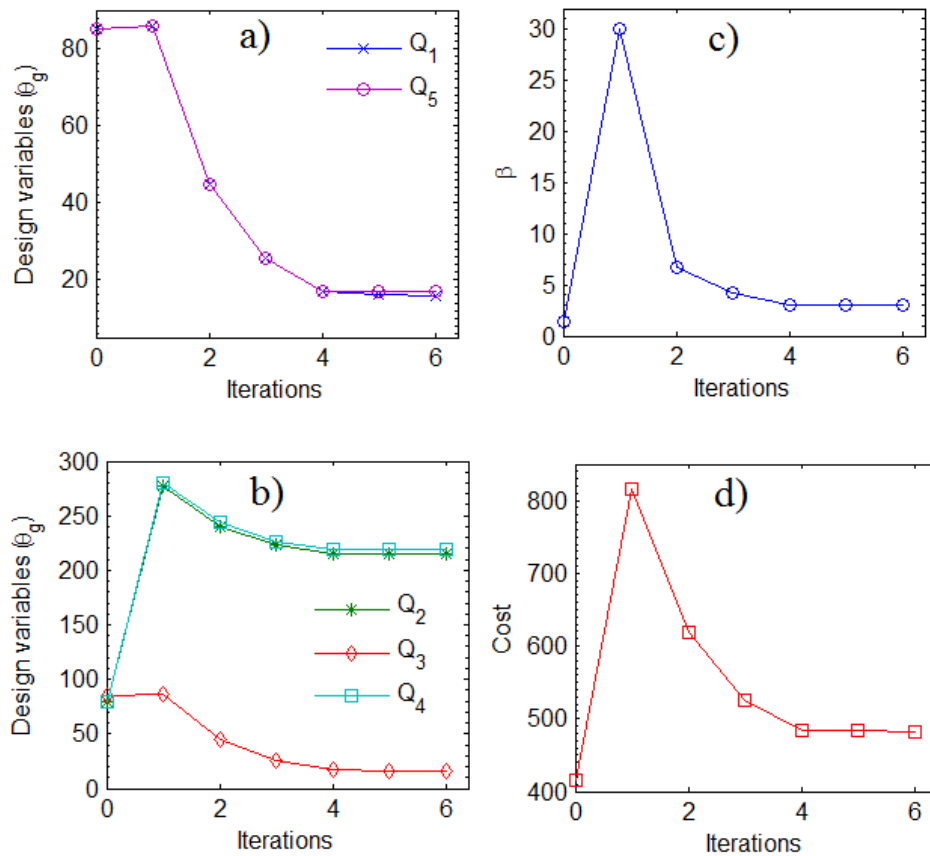 a)
Q1
Q5
80
60
40
20
0 2 4 6
Design variables (θg)
Iterations
c)
30
25
20
15
10
5
0
0 2 4 6
β
Iterations
b)
300
250
200
150
100
50
0
Q2
Q3
Q4
0 2 4 6
Design variables (θg)
Iterations
d)
800
700
600
500
400
0 2 4 6
Cost
Iterations